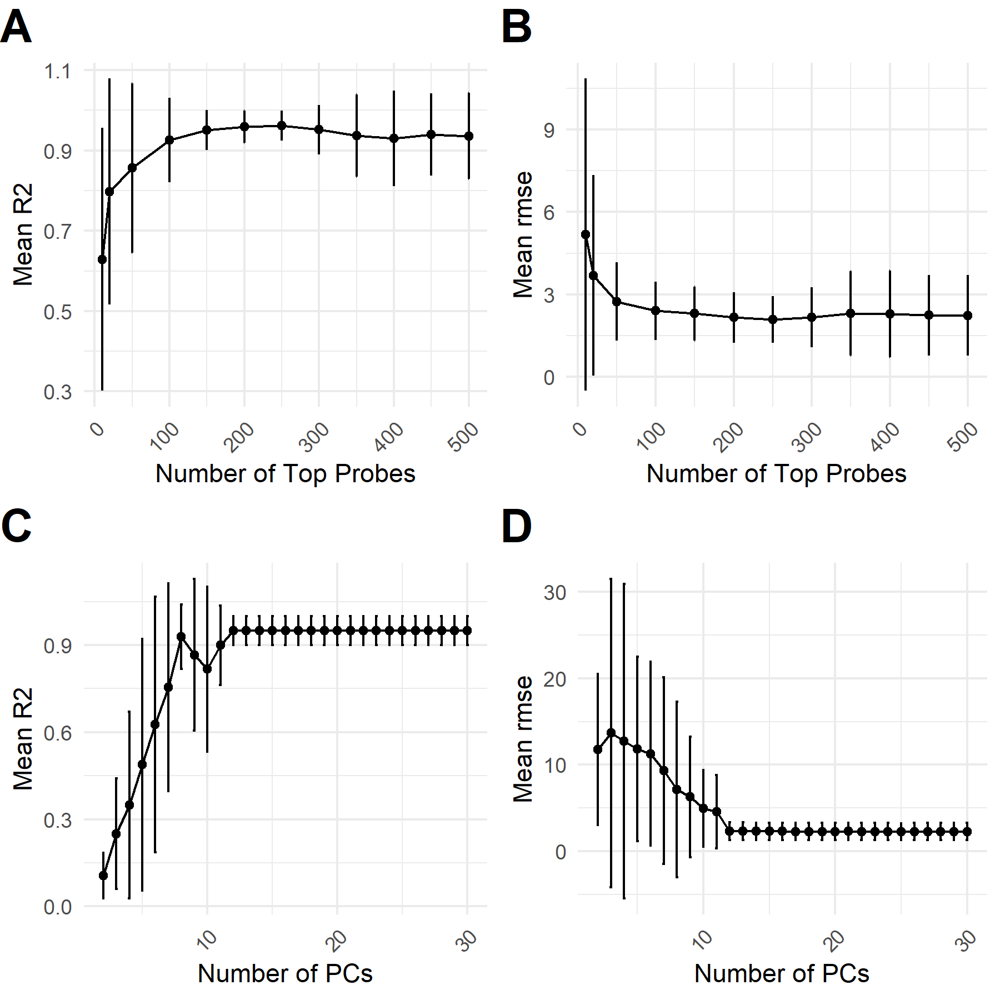 A
Mean R2
1.1
0.9
0.7
0.5
0.3
0
100
200
300
400
500
Number of Top Probes
B
Mean rmse
9
6
3
0
0
100
200
300
400
500
Number of Top Probes
C
Mean R2
0.9
0.6
0.3
0.0
10
20
30
Number of PCs
D
Mean rmse
30
20
10
0
10
20
30
Number of PCs